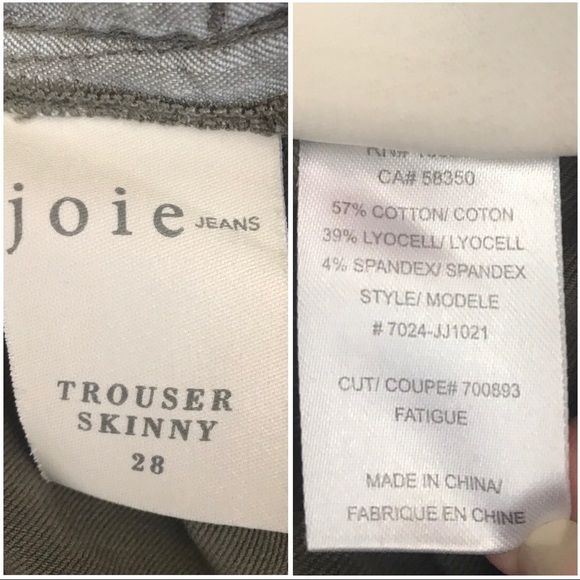 joie JEANS
TROUSER
SKINNY
28
CA# 58350
57% COTTON/ COTON
39% LYOCELL/ LYOCELL
4% SPANDEX/ SPANDEX
STYLE/ MODELE
# 7024-JJ1021
CUT/ COUPE# 700893
FATIGUE
MADE IN CHINA/
FABRIQUE EN CHINE